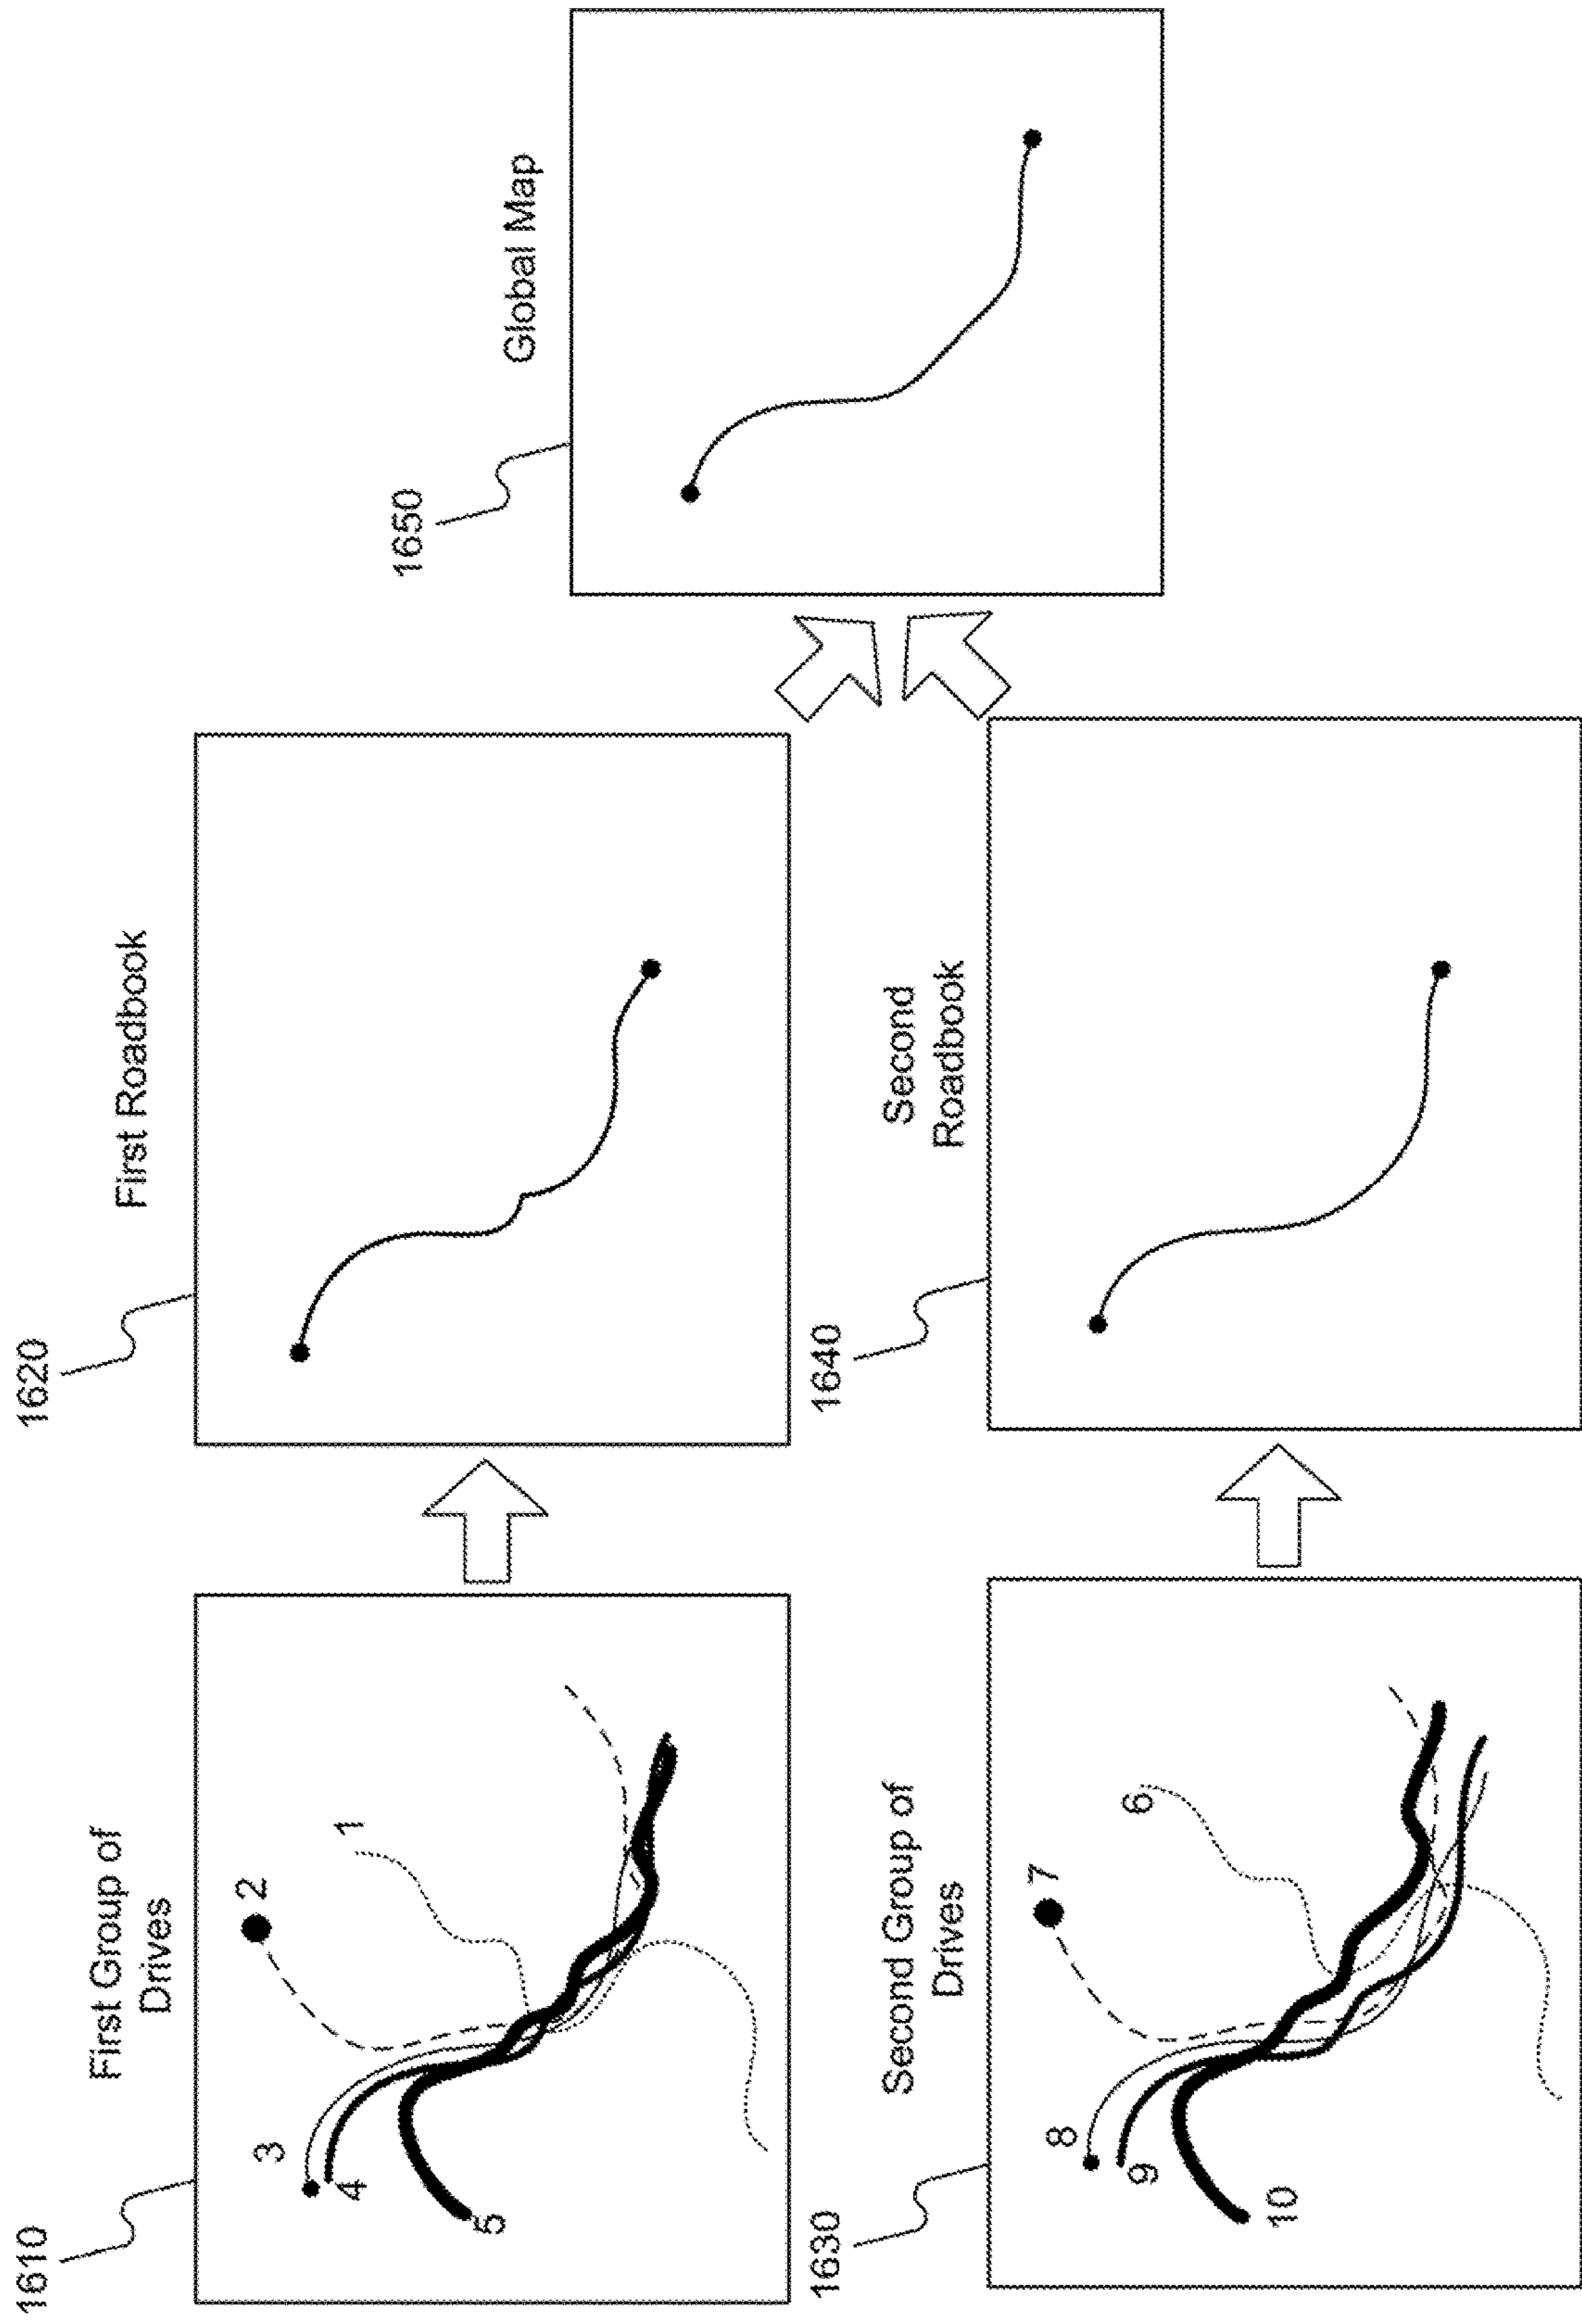 1610
First Group of
Drives
1
2
3
4
5
1620
First Roadbook
1630
Second Group of
Drives
6
7
8
9
10
1640
Second
Roadbook
1650
Global Map